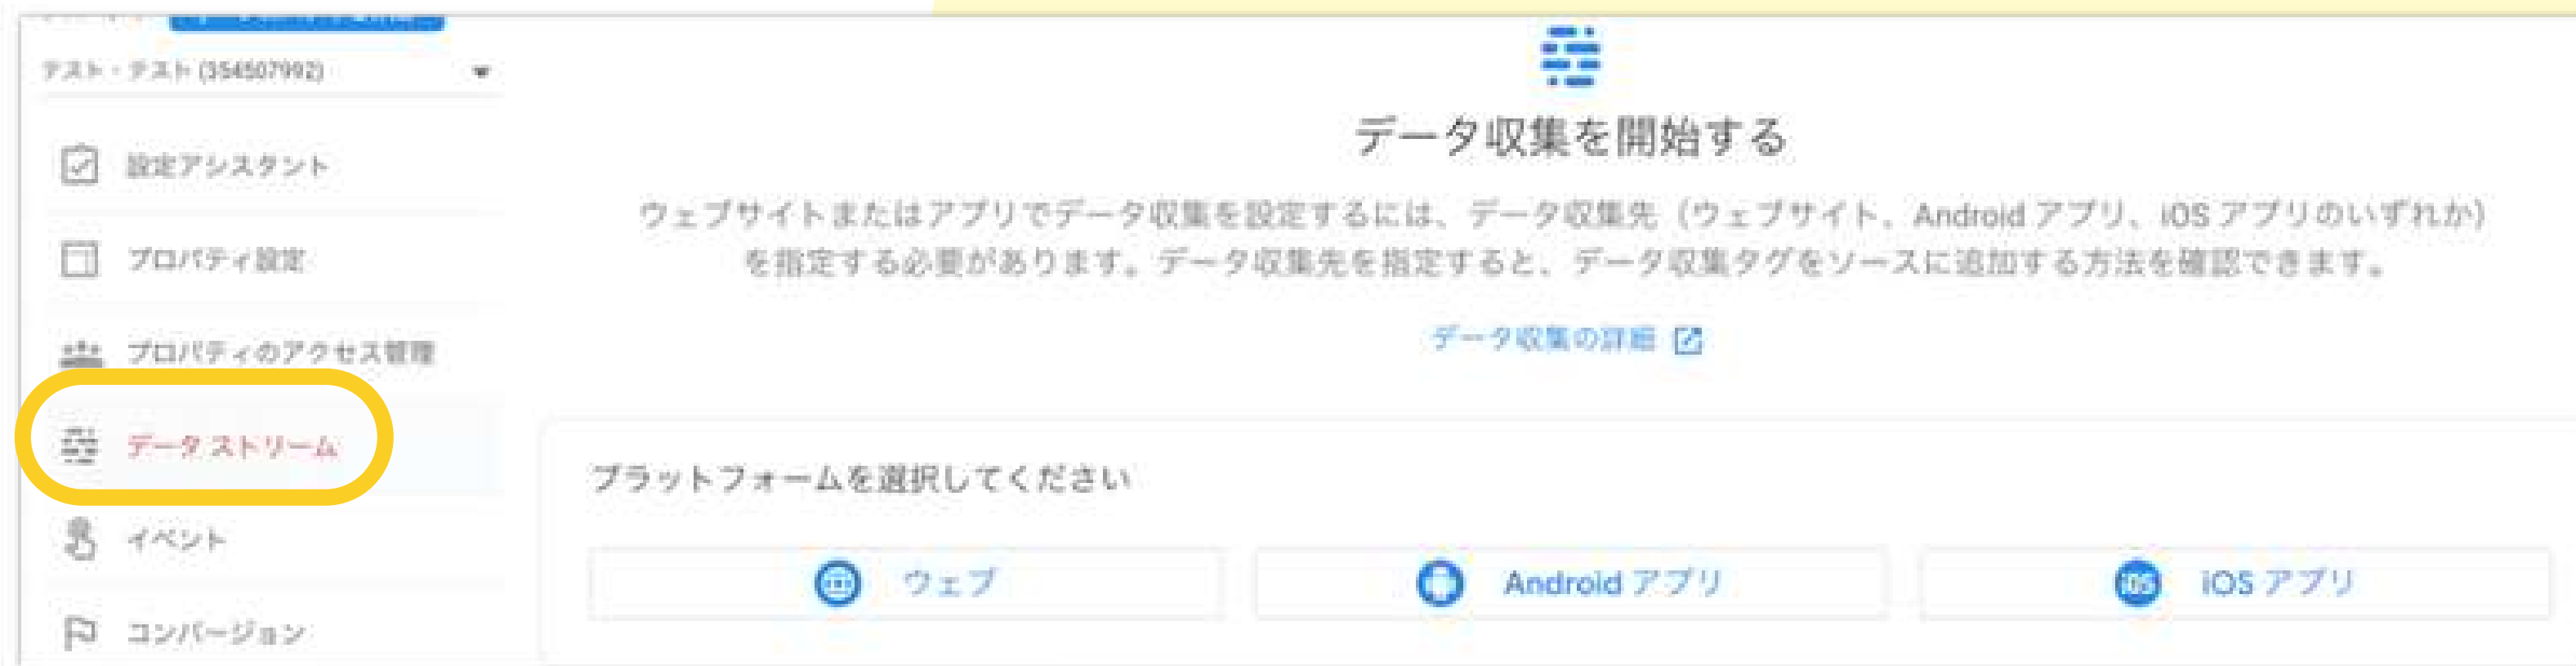 テスト - テスト (354507992)
設定アシスタント
プロパティ設定
プロパティのアクセス管理
データ ストリーム
イベント
コンバージョン
データ収集を開始する
ウェブサイトまたはアプリでデータ収集を設定するには、データ収集先（ウェブサイト、Android アプリ、iOS アプリのいずれか）
を指定する必要があります。データ収集先を指定すると、データ収集タグをソースに追加する方法を確認できます。
データ収集の詳細
プラットフォームを選択してください
ウェブ
Android アプリ
iOS
iOS アプリ